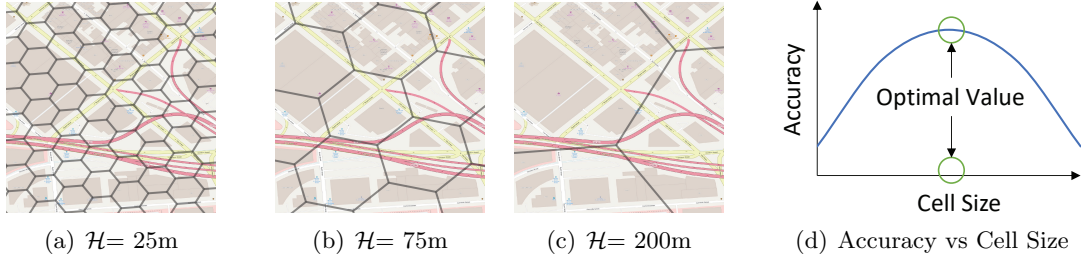 Accuracy
Optimal Value
Cell Size
(a) ℋ= 25m
(b) ℋ= 75m
(c) ℋ= 200m
(d) Accuracy vs Cell Size